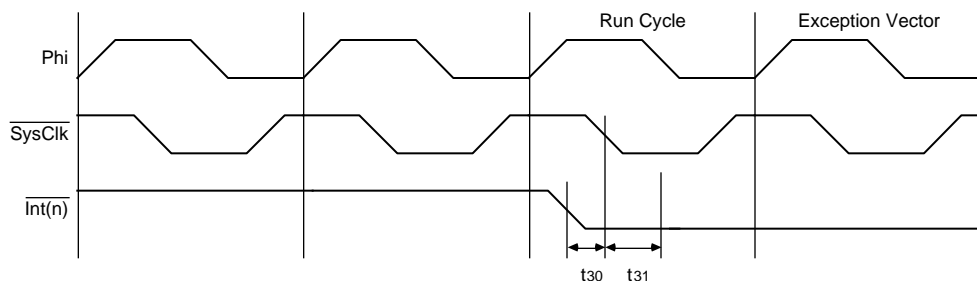 Run Cycle
Exception Vector
Phi
SysClk
Int(n)
t30
t31